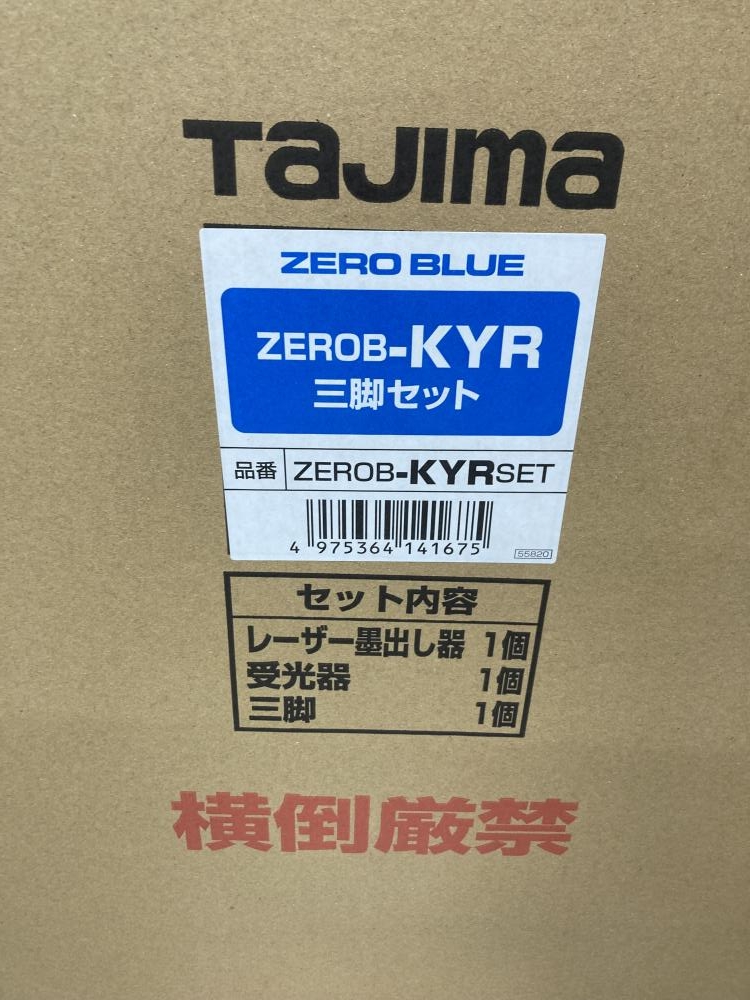 TaJIma
ZERO BLUE
ZEROB-KYR
三脚セット
品番 ZEROB-KYRSET
4 975364 141675
55820
セット内容
レーザー墨出し器 1個
受光器 1個
三脚 1個
横倒厳禁